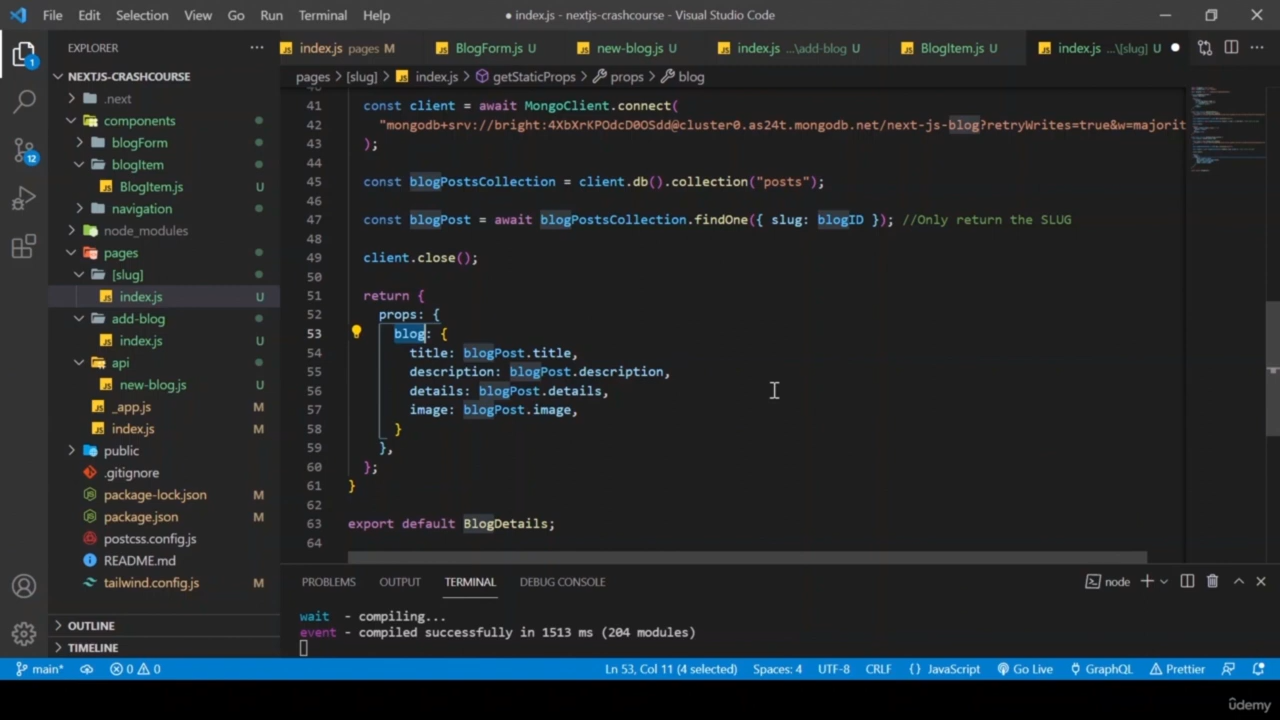 File Edit Selection View Go Run Terminal Help ● index.js - nextjs-crashcourse - Visual Studio Code
EXPLORER ...
index.js pages M BlogForm.js U new-blog.js U index.js ...\add-blog U BlogItem.js U index.js ...\[slug] U ●
pages > [slug] > index.js > getStaticProps > props > blog
NEXTJS-CRASHCOURSE
.next
components
blogForm
blogItem
BlogItem.js U
navigation
node_modules
pages
[slug]
index.js U
add-blog
index.js U
api
new-blog.js U
_app.js M
index.js M
public
.gitignore
package-lock.json M
package.json M
postcss.config.js
README.md
tailwind.config.js M
OUTLINE
TIMELINE
1
12
41 const client = await MongoClient.connect(
42 "mongodb+srv://bright:4XbXrKPOdcD0OSdd@cluster0.as24t.mongodb.net/next-js-blog?retryWrites=true&w=majorit
43 );
44
45 const blogPostsCollection = client.db().collection("posts");
46
47 const blogPost = await blogPostsCollection.findOne({ slug: blogID }); //Only return the SLUG
48
49 client.close();
50
51 return {
52 props: {
53 blog: {
54 title: blogPost.title,
55 description: blogPost.description,
56 details: blogPost.details,
57 image: blogPost.image,
58 }
59 },
60 };
61 }
62
63 export default BlogDetails;
64
PROBLEMS OUTPUT TERMINAL DEBUG CONSOLE node
wait - compiling...
event - compiled successfully in 1513 ms (204 modules)
main* 0 0 Ln 53, Col 11 (4 selected) Spaces: 4 UTF-8 CRLF {} JavaScript Go Live GraphQL Prettier
ûdemy